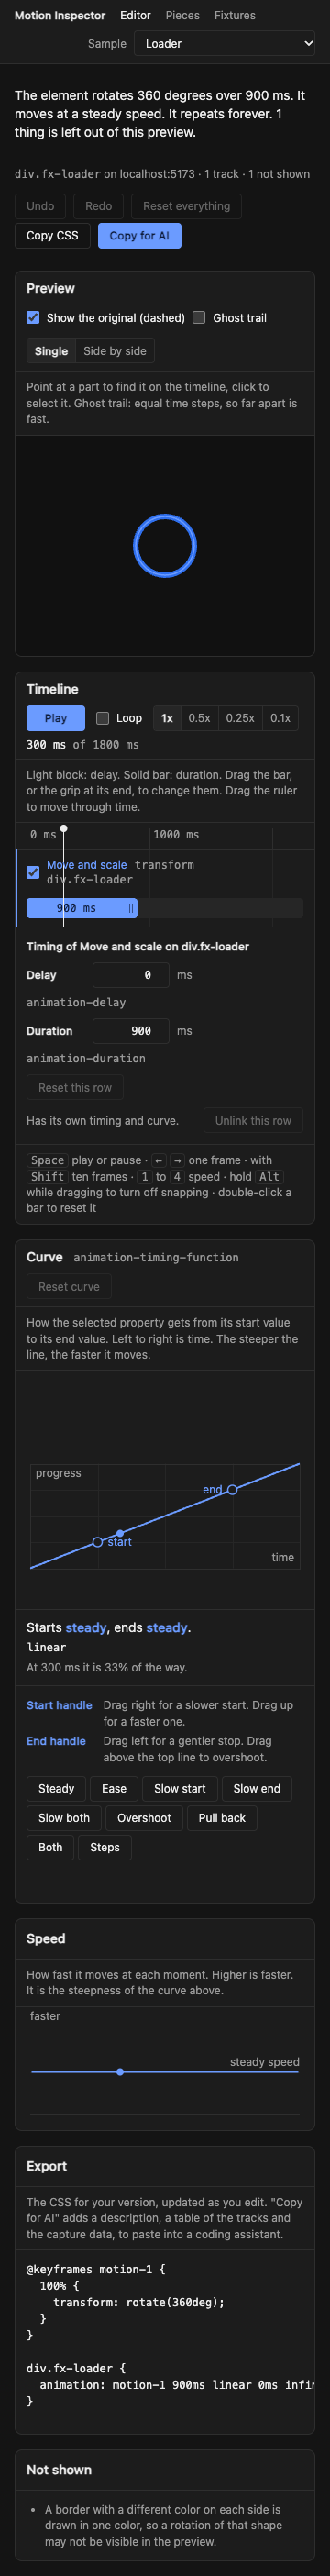 Motion Inspector Editor Pieces Fixtures
Sample Loader
The element rotates 360 degrees over 900 ms. It
moves at a steady speed. It repeats forever. 1
thing is left out of this preview.
div.fx-loader on localhost:5173 · 1 track · 1 not shown
Undo Redo Reset everything
Copy CSS Copy for AI
Preview
Show the original (dashed) Ghost trail
Single Side by side
Point at a part to find it on the timeline, click to
select it. Ghost trail: equal time steps, so far apart is
fast.
Timeline
Play Loop 1x 0.5x 0.25x 0.1x
300 ms of 1800 ms
Light block: delay. Solid bar: duration. Drag the bar,
or the grip at its end, to change them. Drag the ruler
to move through time.
0 ms 1000 ms
Move and scale transform
div.fx-loader
900 ms
Timing of Move and scale on div.fx-loader
Delay 0 ms
animation-delay
Duration 900 ms
animation-duration
Reset this row
Has its own timing and curve. Unlink this row
Space play or pause · ← → one frame · with
Shift ten frames · 1 to 4 speed · hold Alt
while dragging to turn off snapping · double-click a
bar to reset it
Curve animation-timing-function
Reset curve
How the selected property gets from its start value
to its end value. Left to right is time. The steeper the
line, the faster it moves.
progress
end
start
time
Starts steady, ends steady.
linear
At 300 ms it is 33% of the way.
Start handle Drag right for a slower start. Drag up
for a faster one.
End handle Drag left for a gentler stop. Drag
above the top line to overshoot.
Steady Ease Slow start Slow end
Slow both Overshoot Pull back
Both Steps
Speed
How fast it moves at each moment. Higher is faster.
It is the steepness of the curve above.
faster
steady speed
Export
The CSS for your version, updated as you edit. "Copy
for AI" adds a description, a table of the tracks and
the capture data, to paste into a coding assistant.
@keyframes motion-1 {
100% {
transform: rotate(360deg);
}
}
div.fx-loader {
animation: motion-1 900ms linear 0ms infin
}
Not shown
• A border with a different color on each side is
drawn in one color, so a rotation of that shape
may not be visible in the preview.